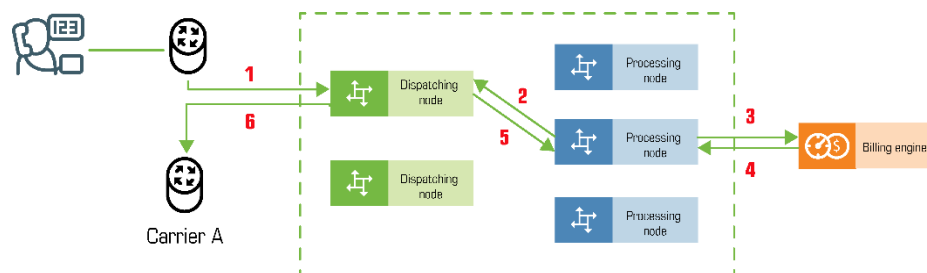 123
Processing
node
1
Dispatching
node
2
3
6
5
Processing
node
$
Billing engine
4
Dispatching
node
Carrier A
Processing
node